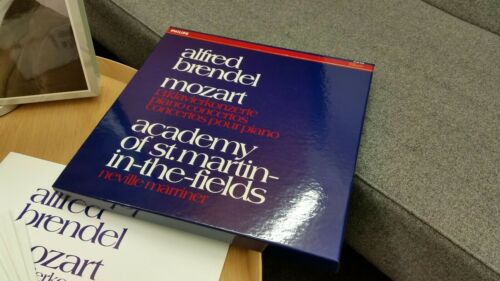 PHILIPS
alfred
brendel
mozart
klavierkonzerte
piano concertos
concertos pour piano
academy
of st. martin-
in-the-fields
neville marriner
alfred
brendel
mozart